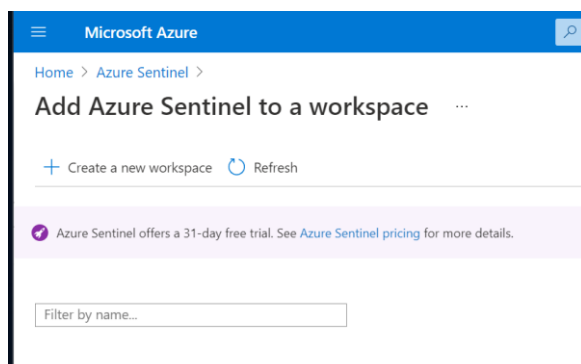 Microsoft Azure
Home > Azure Sentinel >
Add Azure Sentinel to a workspace ...
+ Create a new workspace Refresh
Azure Sentinel offers a 31-day free trial. See Azure Sentinel pricing for more details.
Filter by name...